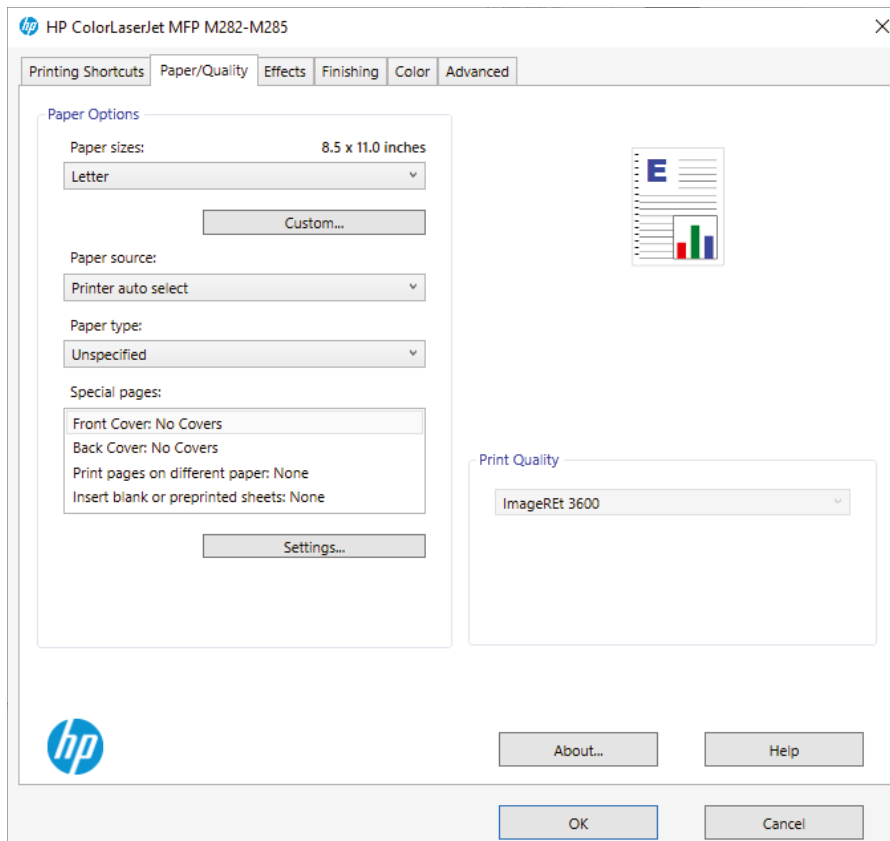 hp HP ColorLaserJet MFP M282-M285
Printing Shortcuts Paper/Quality Effects Finishing Color Advanced
Paper Options
Paper sizes: 8.5 x 11.0 inches
Letter
Custom...
Paper source:
Printer auto select
Paper type:
Unspecified
Special pages:
Front Cover: No Covers
Back Cover: No Covers
Print pages on different paper: None
Insert blank or preprinted sheets: None
Settings...
E
Print Quality
ImageREt 3600
hp
About... Help
OK Cancel